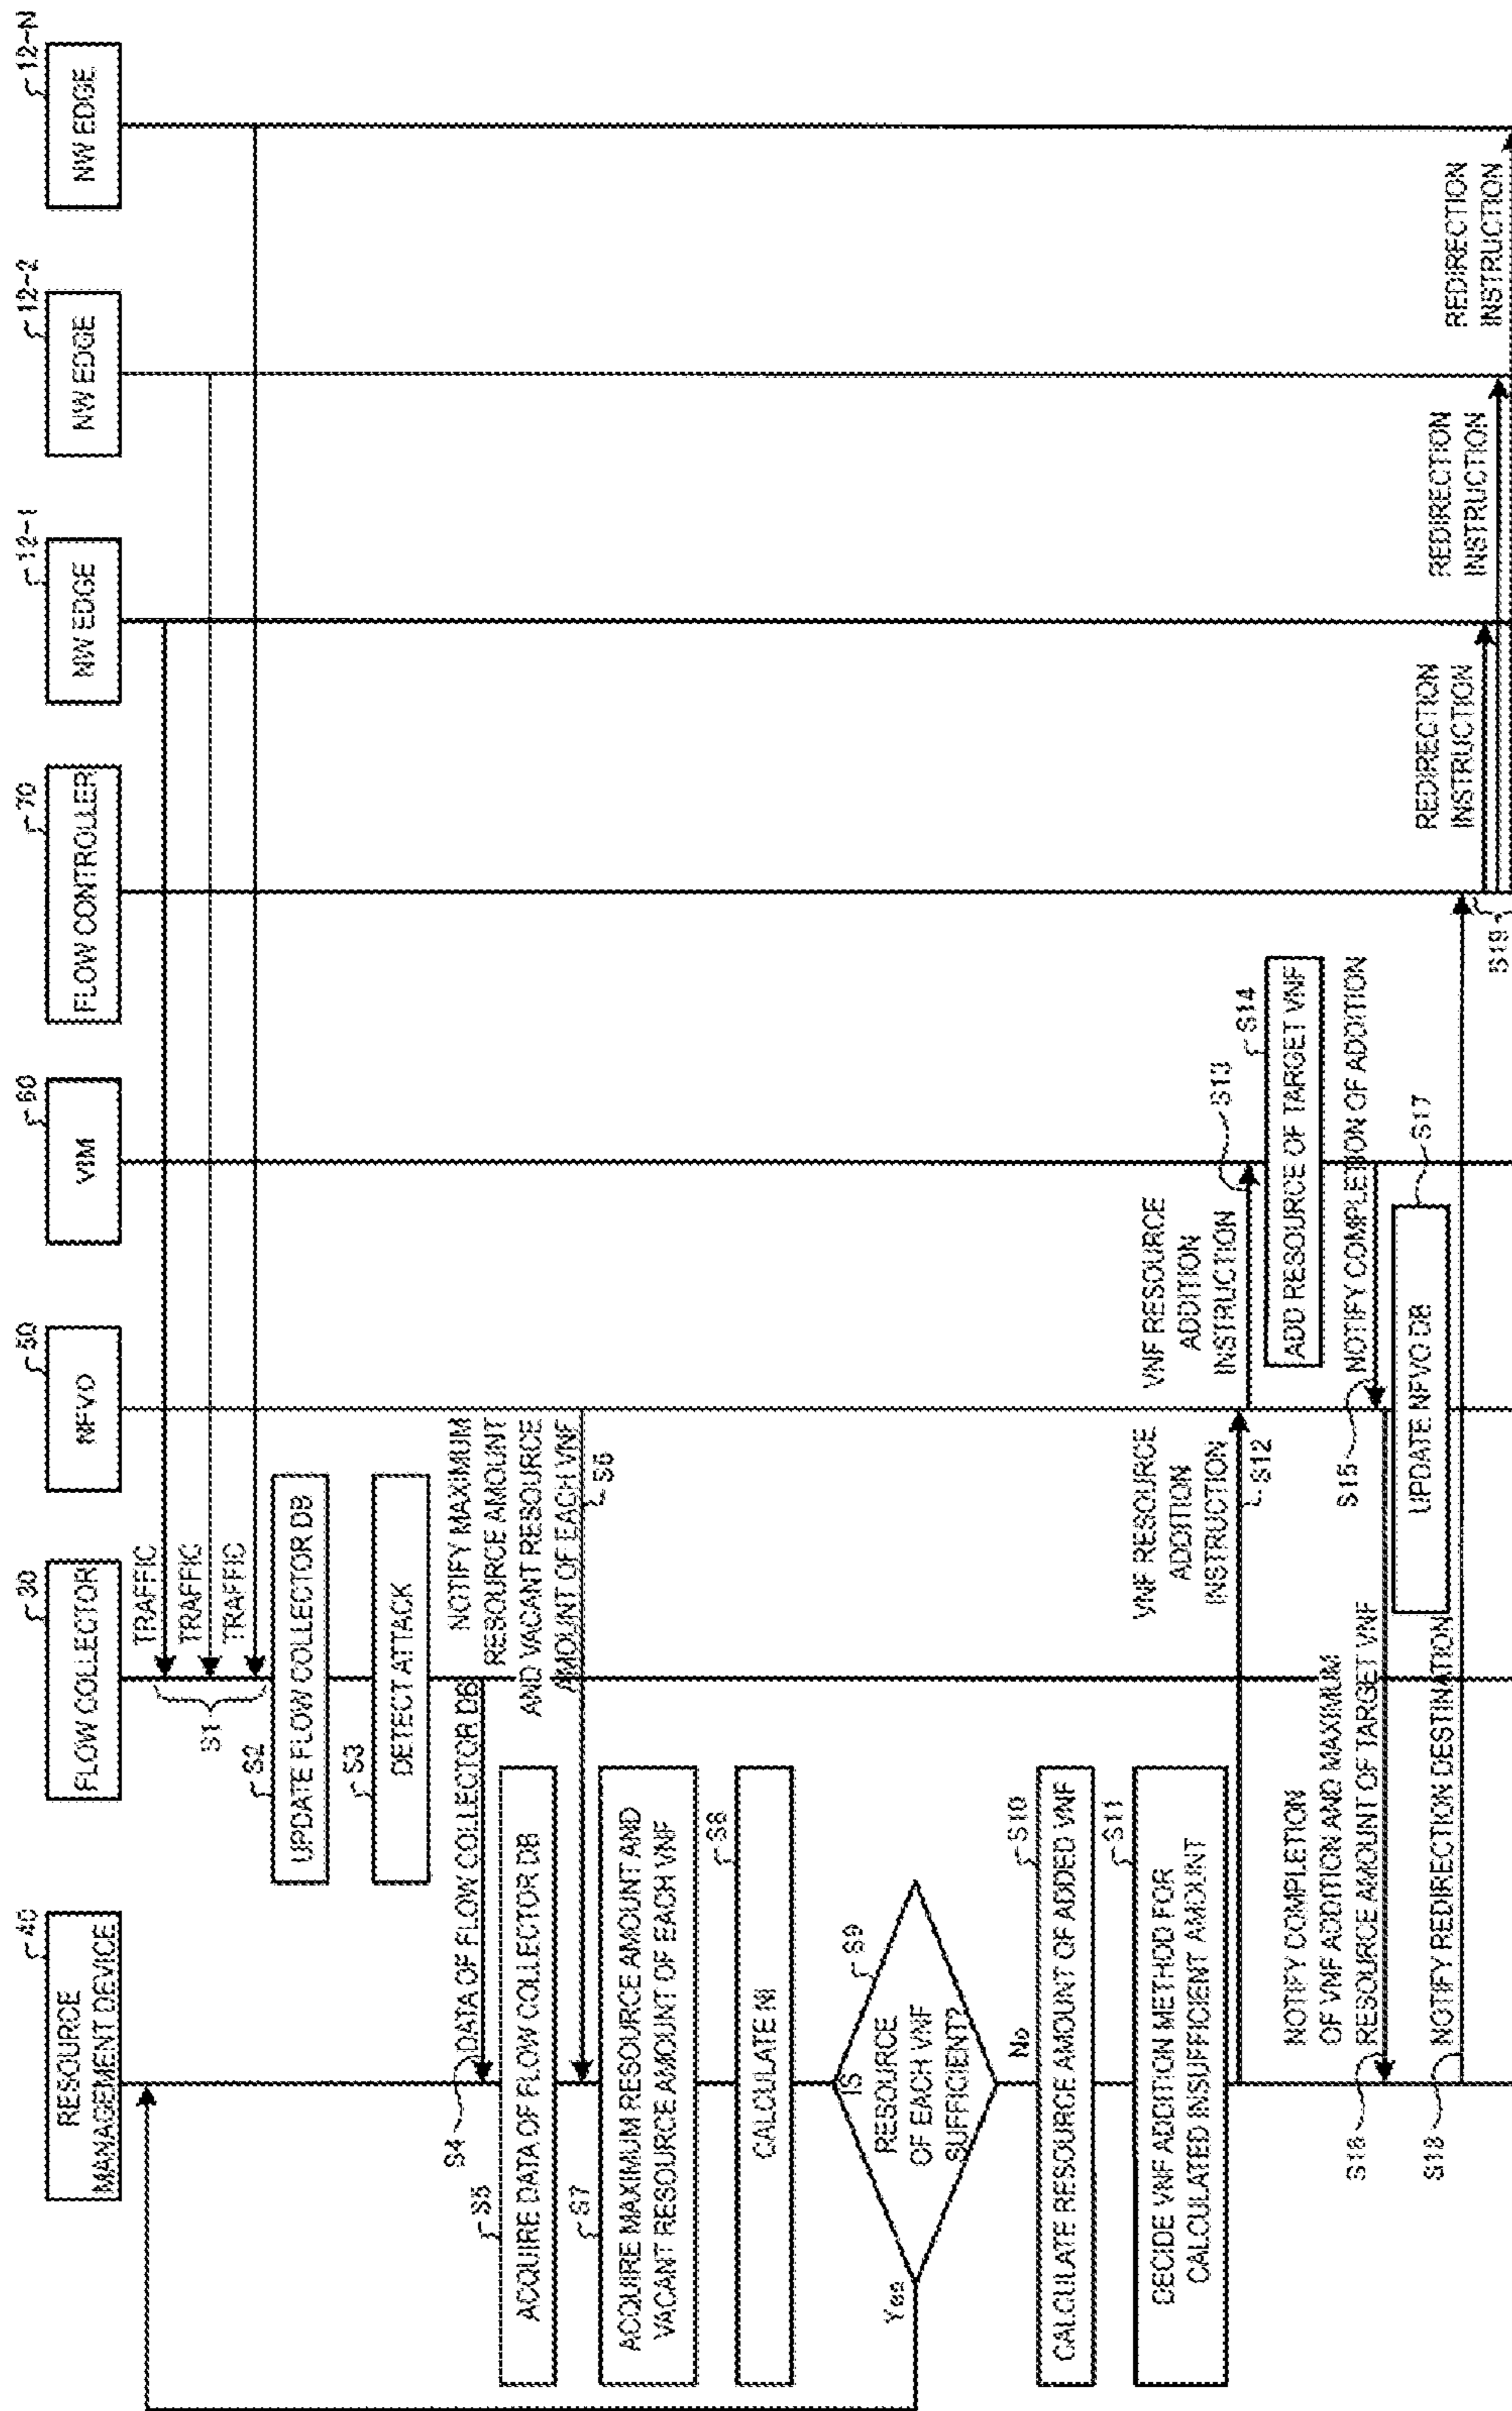 RESOURCE
MANAGEMENT DEVICE
40
FLOW COLLECTOR
30
NFVO
50
VIM
60
FLOW CONTROLLER
70
NW EDGE
12-1
NW EDGE
12-2
NW EDGE
12-N
TRAFFIC
TRAFFIC
TRAFFIC
S1
S2
UPDATE FLOW COLLECTOR DB
S3
DETECT ATTACK
S4
DATA OF FLOW COLLECTOR DB
S5
ACQUIRE DATA OF FLOW COLLECTOR DB
NOTIFY MAXIMUM
RESOURCE AMOUNT
AND VACANT RESOURCE
AMOUNT OF EACH VNF
S6
S7
ACQUIRE MAXIMUM RESOURCE AMOUNT AND
VACANT RESOURCE AMOUNT OF EACH VNF
S8
CALCULATE NI
S9
IS
RESOURCE
OF EACH VNF
SUFFICIENT?
Yes
No
S10
CALCULATE RESOURCE AMOUNT OF ADDED VNF
S11
DECIDE VNF ADDITION METHOD FOR
CALCULATED INSUFFICIENT AMOUNT
VNF RESOURCE
ADDITION
INSTRUCTION
S12
VNF RESOURCE
ADDITION
INSTRUCTION
S13
S14
ADD RESOURCE OF TARGET VNF
NOTIFY COMPLETION OF ADDITION
S15
NOTIFY COMPLETION
OF VNF ADDITION AND MAXIMUM
RESOURCE AMOUNT OF TARGET VNF
S16
S17
UPDATE NFVO DB
S18
NOTIFY REDIRECTION DESTINATION
S19
REDIRECTION
INSTRUCTION
REDIRECTION
INSTRUCTION
REDIRECTION
INSTRUCTION